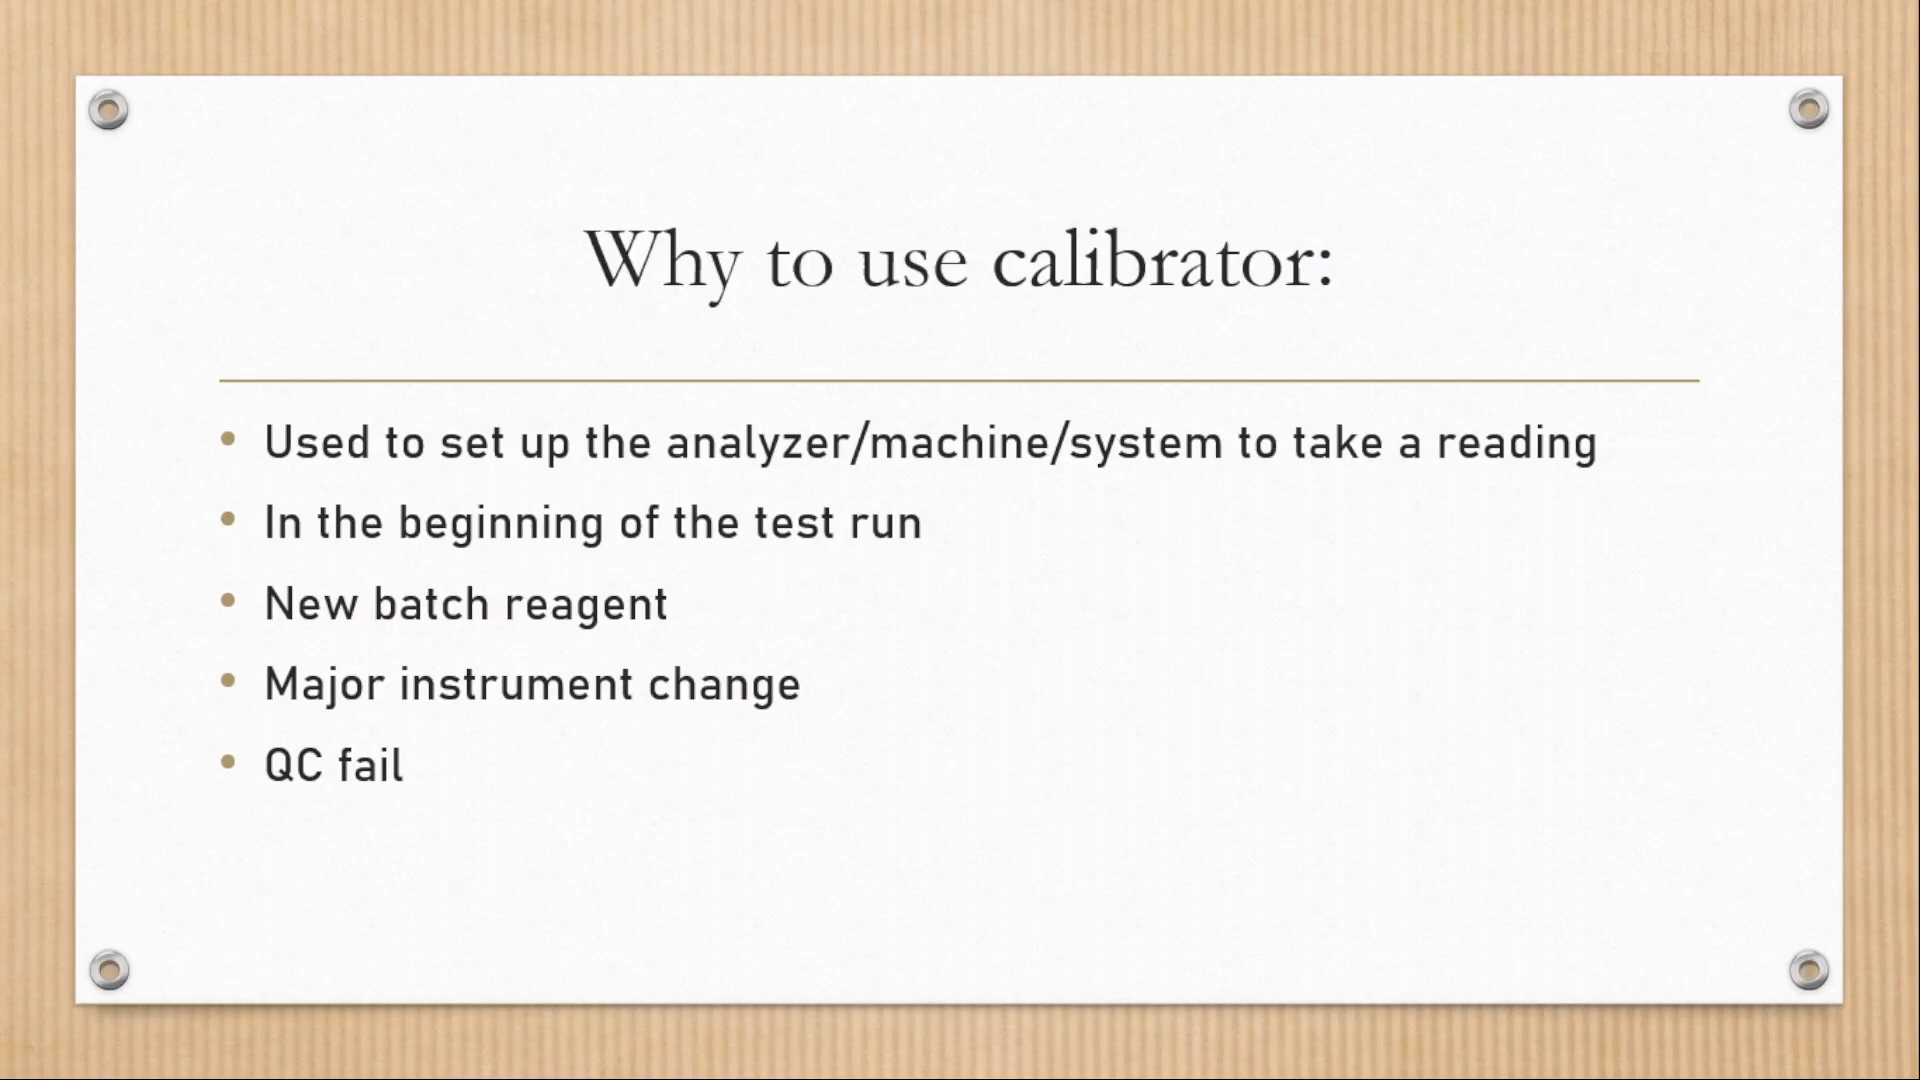 Why to use calibrator:
• Used to set up the analyzer/machine/system to take a reading
• In the beginning of the test run
• New batch reagent
• Major instrument change
• QC fail